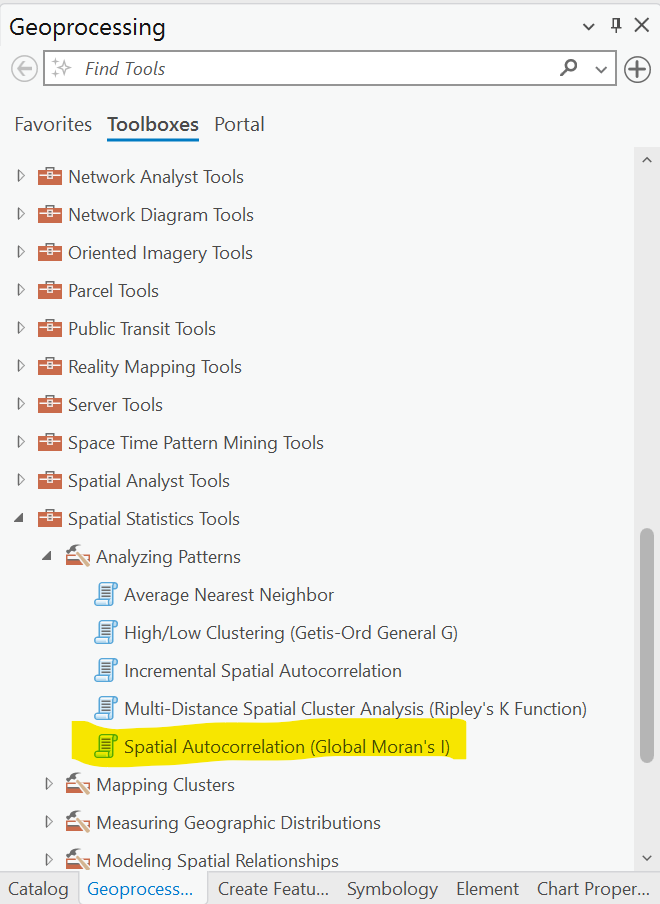 Geoprocessing
Find Tools
Favorites Toolboxes Portal
Network Analyst Tools
Network Diagram Tools
Oriented Imagery Tools
Parcel Tools
Public Transit Tools
Reality Mapping Tools
Server Tools
Space Time Pattern Mining Tools
Spatial Analyst Tools
Spatial Statistics Tools
Analyzing Patterns
Average Nearest Neighbor
High/Low Clustering (Getis-Ord General G)
Incremental Spatial Autocorrelation
Multi-Distance Spatial Cluster Analysis (Ripley's K Function)
Spatial Autocorrelation (Global Moran's I)
Mapping Clusters
Measuring Geographic Distributions
Modeling Spatial Relationships
Catalog Geoprocess... Create Featu... Symbology Element Chart Proper...